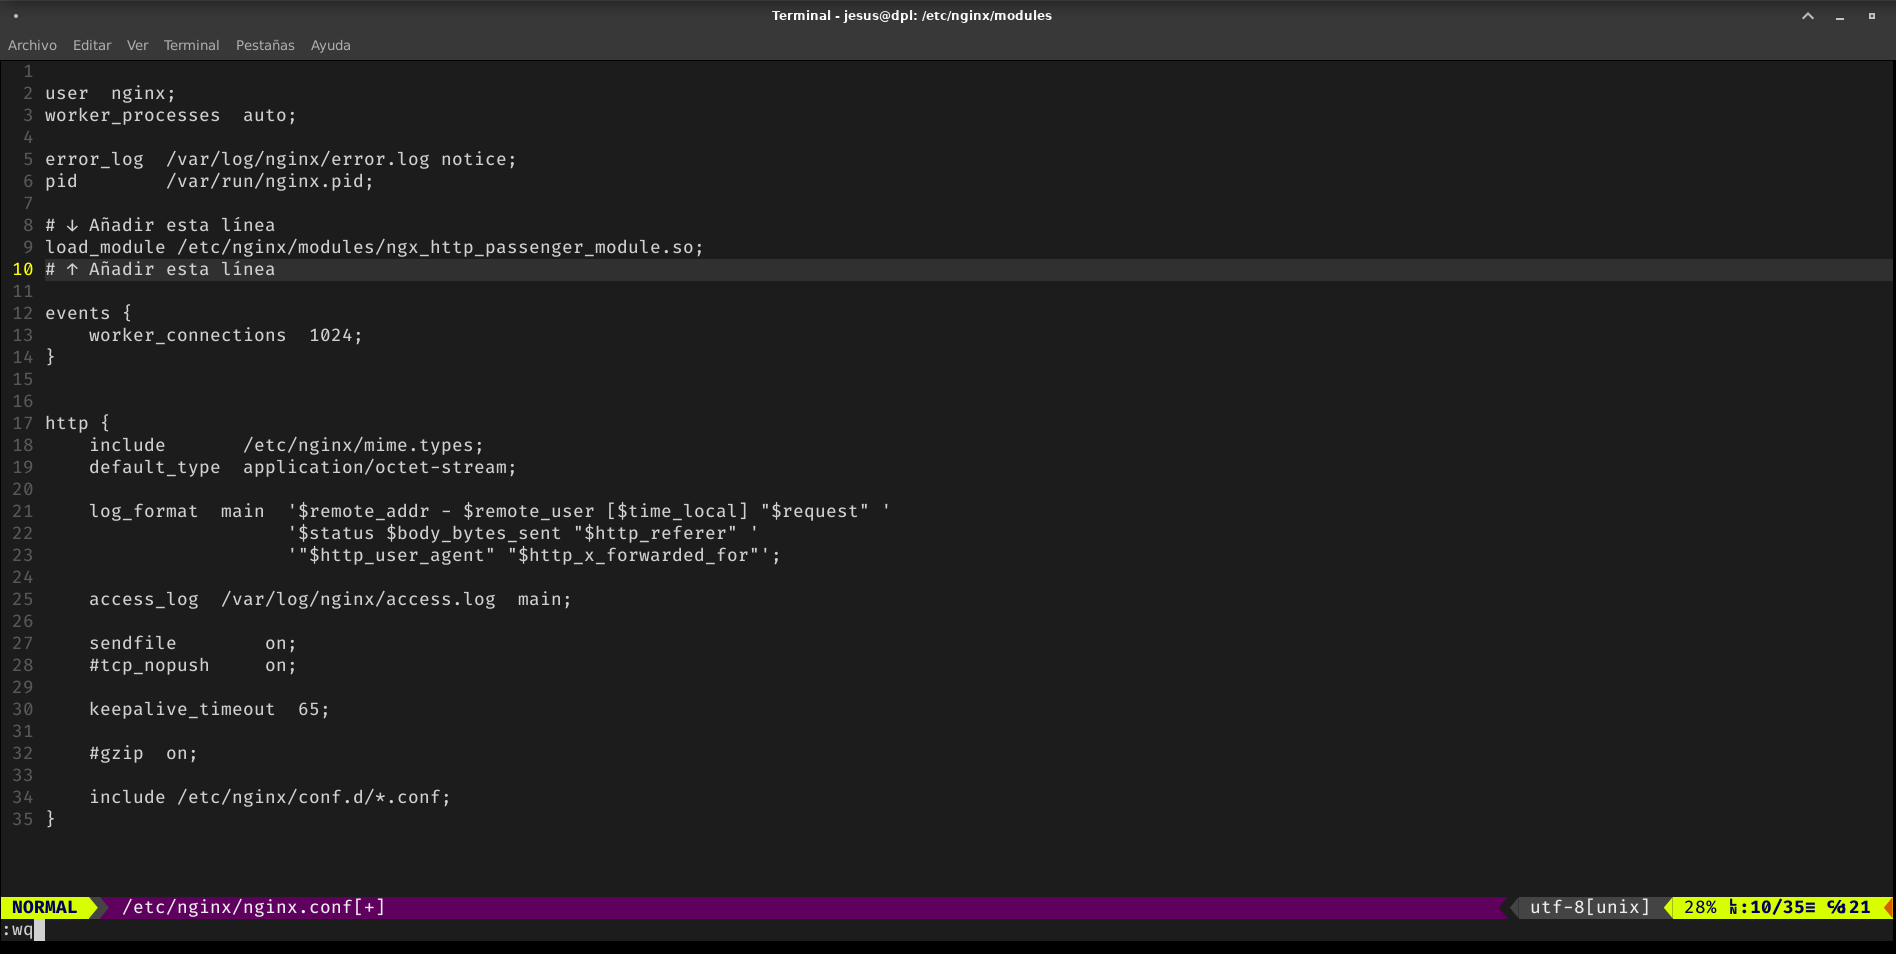 Terminal - jesus@dpl: /etc/nginx/modules
Archivo Editar Ver Terminal Pestañas Ayuda
1
2 user  nginx;
3 worker_processes  auto;
4
5 error_log  /var/log/nginx/error.log notice;
6 pid        /var/run/nginx.pid;
7
8 # ↓ Añadir esta línea
9 load_module /etc/nginx/modules/ngx_http_passenger_module.so;
10 # ↑ Añadir esta línea
11
12 events {
13     worker_connections  1024;
14 }
15
16
17 http {
18     include       /etc/nginx/mime.types;
19     default_type  application/octet-stream;
20
21     log_format  main  '$remote_addr - $remote_user [$time_local] "$request" '
22                       '$status $body_bytes_sent "$http_referer" '
23                       '"$http_user_agent" "$http_x_forwarded_for"';
24
25     access_log  /var/log/nginx/access.log  main;
26
27     sendfile        on;
28     #tcp_nopush     on;
29
30     keepalive_timeout  65;
31
32     #gzip  on;
33
34     include /etc/nginx/conf.d/*.conf;
35 }
NORMAL /etc/nginx/nginx.conf[+] utf-8[unix] 28% ㏑:10/35≡ ℅:21
:wq